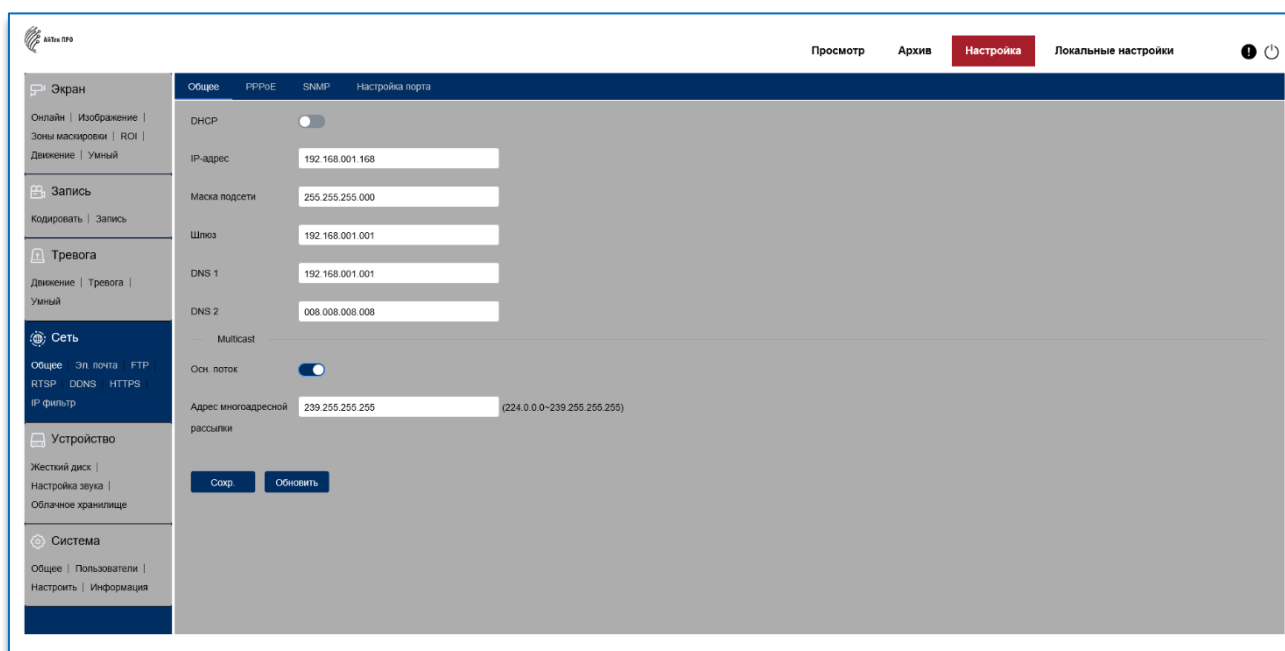 АйТек ПРО
Просмотр Архив Настройка Локальные настройки
Экран
Онлайн | Изображение |
Зоны маскировки | ROI |
Движение | Умный
Запись
Кодировать | Запись
Тревога
Движение | Тревога |
Умный
Сеть
Общее | Эл. почта | FTP |
RTSP | DDNS | HTTPS |
IP фильтр
Устройство
Жесткий диск |
Настройка звука |
Облачное хранилище
Система
Общее | Пользователи |
Настроить | Информация
Общее PPPoE SNMP Настройка порта
DHCP
IP-адрес 192.168.001.168
Маска подсети 255.255.255.000
Шлюз 192.168.001.001
DNS 1 192.168.001.001
DNS 2 008.008.008.008
Multicast
Осн. поток
Адрес многоадресной 239.255.255.255 (224.0.0.0~239.255.255.255)
рассылки
Сохр. Обновить